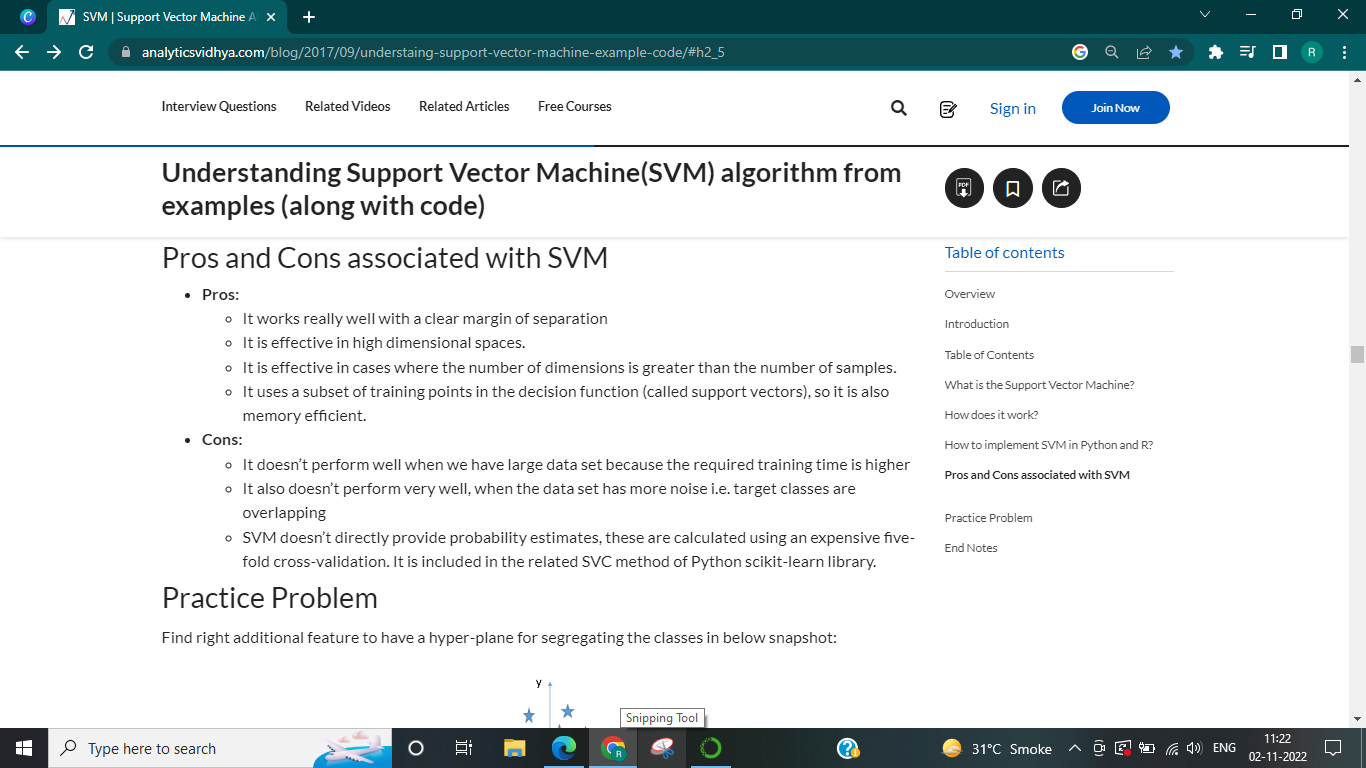 SVM | Support Vector Machine A
analyticsvidhya.com/blog/2017/09/understaing-support-vector-machine-example-code/#h2_5
R
Interview Questions
Related Videos
Related Articles
Free Courses
Sign in
Join Now
Understanding Support Vector Machine(SVM) algorithm from
examples (along with code)
PDF
Pros and Cons associated with SVM
Pros:
It works really well with a clear margin of separation
It is effective in high dimensional spaces.
It is effective in cases where the number of dimensions is greater than the number of samples.
It uses a subset of training points in the decision function (called support vectors), so it is also
memory efficient.
Cons:
It doesn’t perform well when we have large data set because the required training time is higher
It also doesn’t perform very well, when the data set has more noise i.e. target classes are
overlapping
SVM doesn’t directly provide probability estimates, these are calculated using an expensive five-
fold cross-validation. It is included in the related SVC method of Python scikit-learn library.
Practice Problem
Find right additional feature to have a hyper-plane for segregating the classes in below snapshot:
y
Table of contents
Overview
Introduction
Table of Contents
What is the Support Vector Machine?
How does it work?
How to implement SVM in Python and R?
Pros and Cons associated with SVM
Practice Problem
End Notes
Snipping Tool
Type here to search
R
31°C Smoke
ENG
11:22
02-11-2022